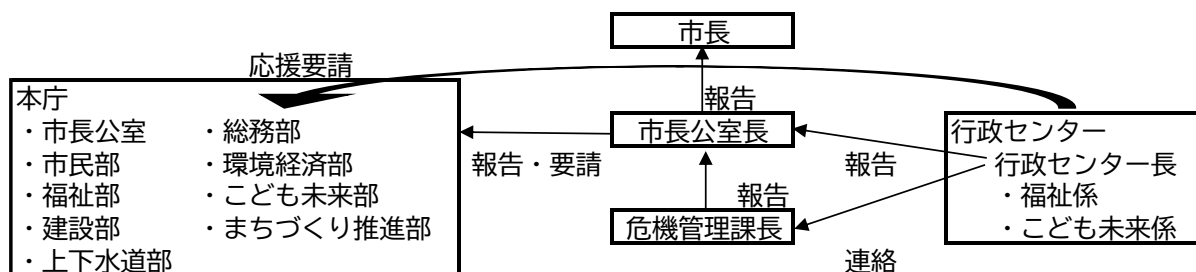 市長
応援要請
本庁
・市長公室 ・総務部
・市民部 ・環境経済部
・福祉部 ・こども未来部
・建設部 ・まちづくり推進部
・上下水道部
報告・要請
報告
市長公室長
報告
危機管理課長
報告
連絡
行政センター
行政センター長
・福祉係
・こども未来係